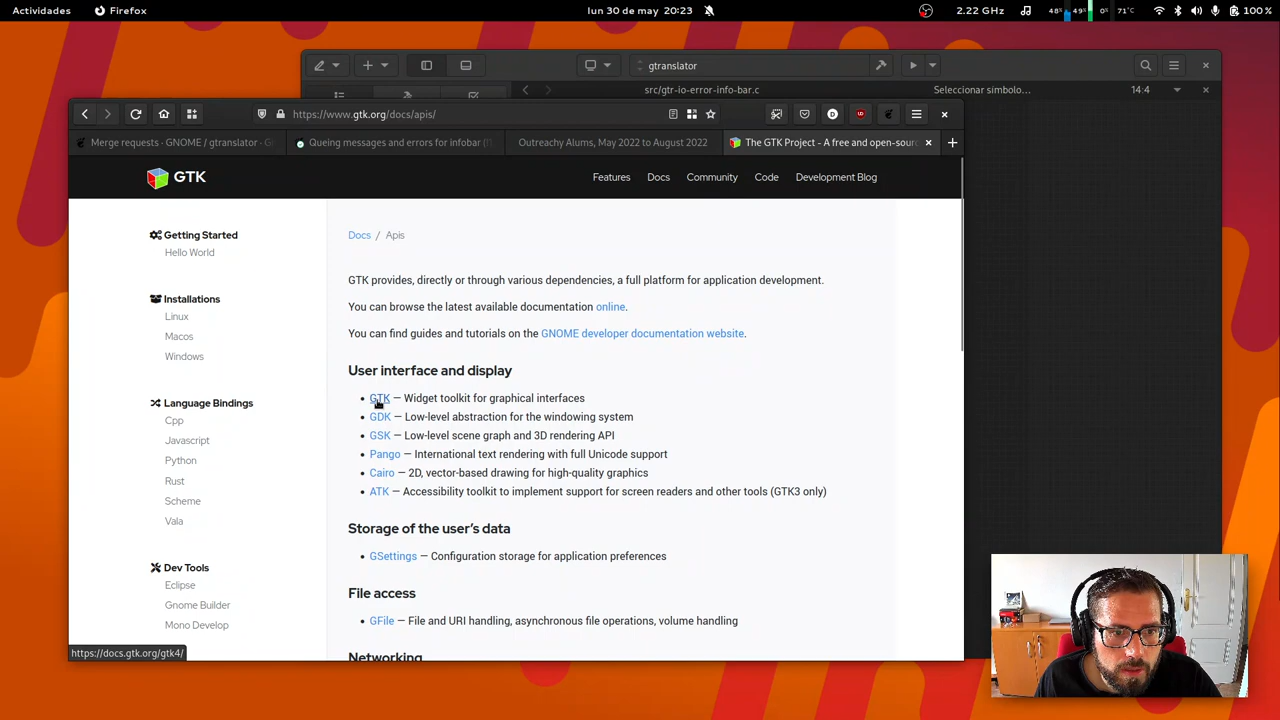 Actividades Firefox lun 30 de may 20:23 2.22 GHz 48% 49% 0% 71°C 100 %
gtranslator
src/gtr-io-error-info-bar.c Seleccionar simbolo... 14:4
https://www.gtk.org/docs/apis/
Merge requests · GNOME / gtranslator · G Queing messages and errors for infobar (! Outreachy Alums, May 2022 to August 2022 The GTK Project - A free and open-sourc
GTK Features Docs Community Code Development Blog
Getting Started
Hello World
Installations
Linux
Macos
Windows
Language Bindings
Cpp
Javascript
Python
Rust
Scheme
Vala
Dev Tools
Eclipse
Gnome Builder
Mono Develop
Docs / Apis
GTK provides, directly or through various dependencies, a full platform for application development.
You can browse the latest available documentation online.
You can find guides and tutorials on the GNOME developer documentation website.
User interface and display
• GTK — Widget toolkit for graphical interfaces
• GDK — Low-level abstraction for the windowing system
• GSK — Low-level scene graph and 3D rendering API
• Pango — International text rendering with full Unicode support
• Cairo — 2D, vector-based drawing for high-quality graphics
• ATK — Accessibility toolkit to implement support for screen readers and other tools (GTK3 only)
Storage of the user's data
• GSettings — Configuration storage for application preferences
File access
• GFile — File and URI handling, asynchronous file operations, volume handling
Networking
https://docs.gtk.org/gtk4/